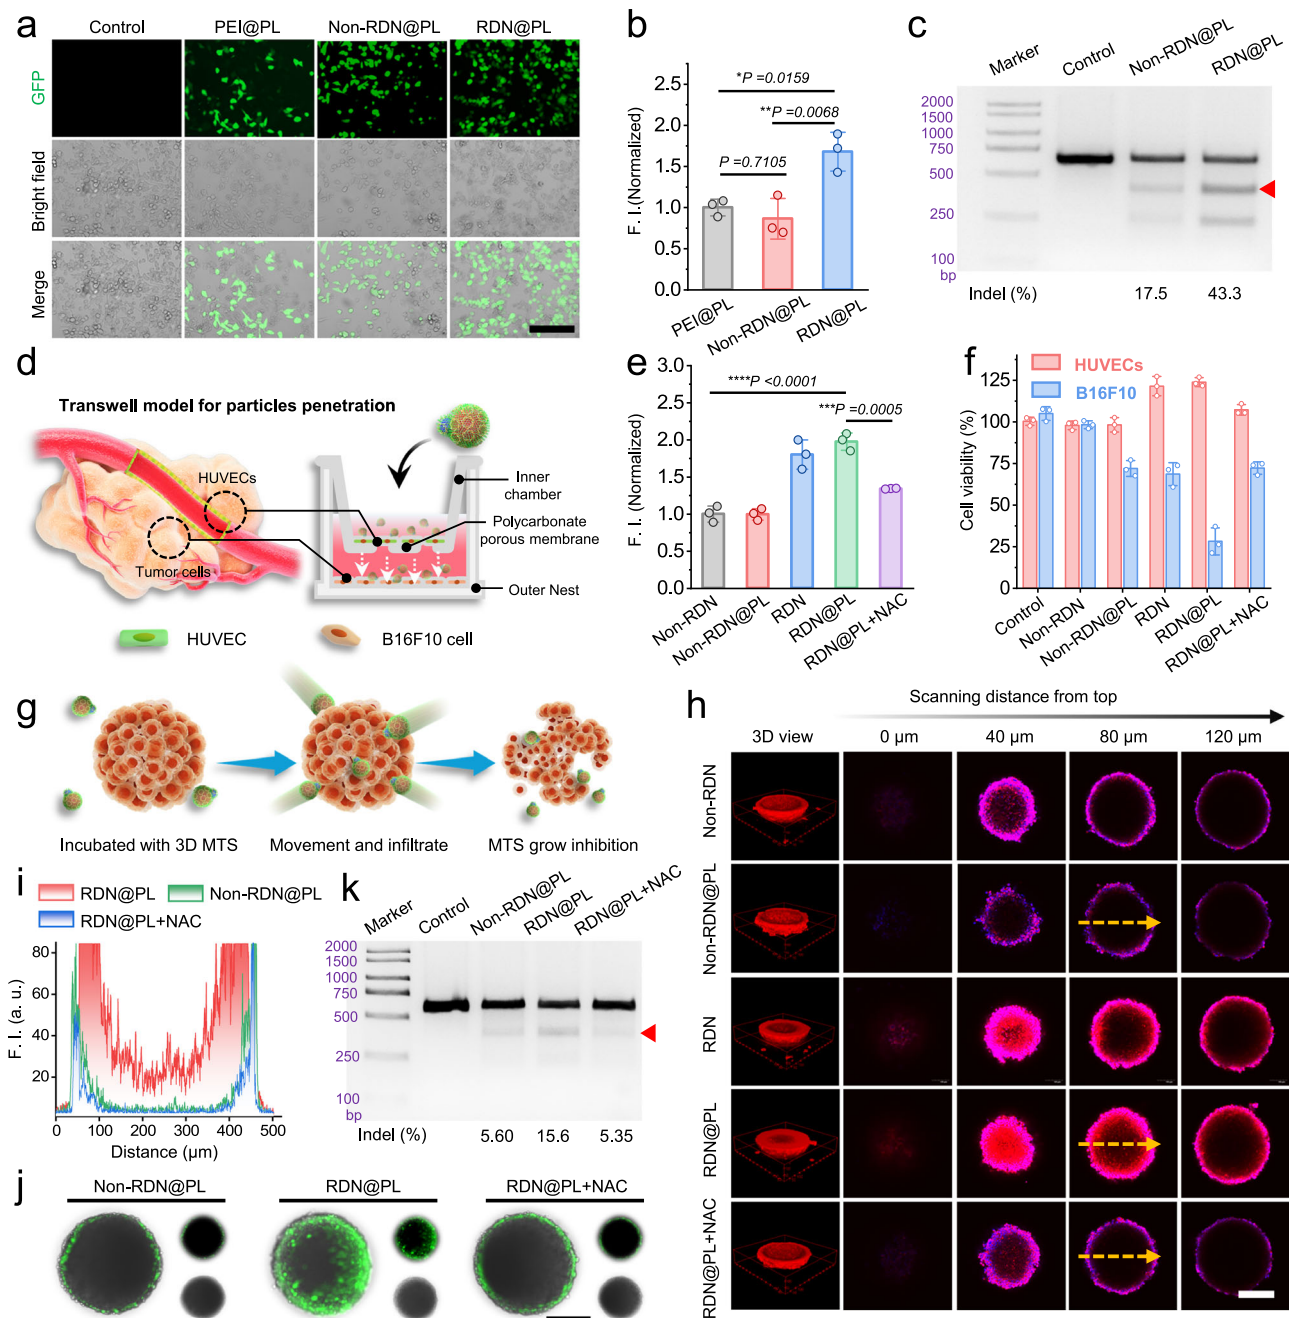 a
Control
PEI@PL
Non-RDN@PL
RDN@PL
GFP
Bright field
Merge
b
F. I.(Normalized)
2.5
2.0
1.5
1.0
0.5
0.0
*P =0.0159
**P =0.0068
P =0.7105
PEI@PL
Non-RDN@PL
RDN@PL
c
Marker
Control
Non-RDN@PL
RDN@PL
2000
1500
1000
750
500
250
100
bp
Indel (%)
17.5
43.3
d
Transwell model for particles penetration
HUVECs
Tumor cells
Inner
chamber
Polycarbonate
porous membrane
Outer Nest
HUVEC
B16F10 cell
e
F. I. (Normalized)
3.0
2.5
2.0
1.5
1.0
0.5
0.0
****P <0.0001
***P =0.0005
Non-RDN
Non-RDN@PL
RDN
RDN@PL
RDN@PL+NAC
f
HUVECs
B16F10
Cell viability (%)
125
100
75
50
25
0
Control
Non-RDN
Non-RDN@PL
RDN
RDN@PL
RDN@PL+NAC
g
Incubated with 3D MTS
Movement and infiltrate
MTS grow inhibition
h
Scanning distance from top
3D view
0 μm
40 μm
80 μm
120 μm
Non-RDN
Non-RDN@PL
RDN
RDN@PL
RDN@PL+NAC
i
RDN@PL
Non-RDN@PL
RDN@PL+NAC
F. I. (a. u.)
80
60
40
20
0
100
200
300
400
500
Distance (μm)
k
Marker
Control
Non-RDN@PL
RDN@PL
RDN@PL+NAC
2000
1500
1000
750
500
250
100
bp
Indel (%)
5.60
15.6
5.35
j
Non-RDN@PL
RDN@PL
RDN@PL+NAC